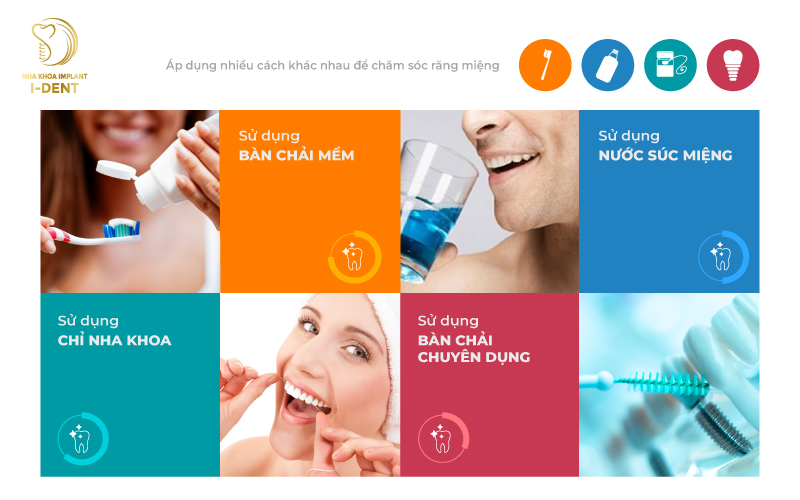 NHA KHOA IMPLANT
I-DENT
Áp dụng nhiều cách khác nhau để chăm sóc răng miệng
Sử dụng
BÀN CHẢI MỀM
Sử dụng
NƯỚC SÚC MIỆNG
Sử dụng
CHỈ NHA KHOA
Sử dụng
BÀN CHẢI
CHUYÊN DỤNG